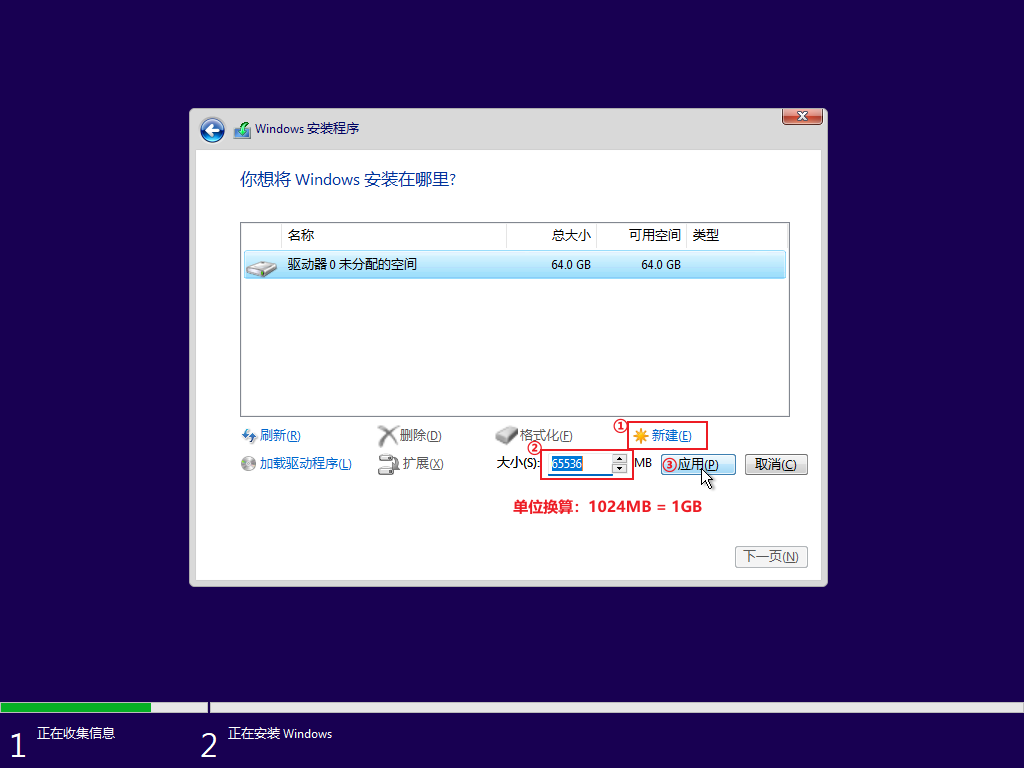 Windows 安装程序
你想将 Windows 安装在哪里?
名称 总大小 可用空间 类型
驱动器 0 未分配的空间 64.0 GB 64.0 GB
刷新(R) 删除(D) 格式化(F) ① 新建(E)
加载驱动程序(L) 扩展(X) ② 大小(S): 65536 MB ③ 应用(P) 取消(C)
单位换算：1024MB = 1GB
下一页(N)
1 正在收集信息 2 正在安装 Windows